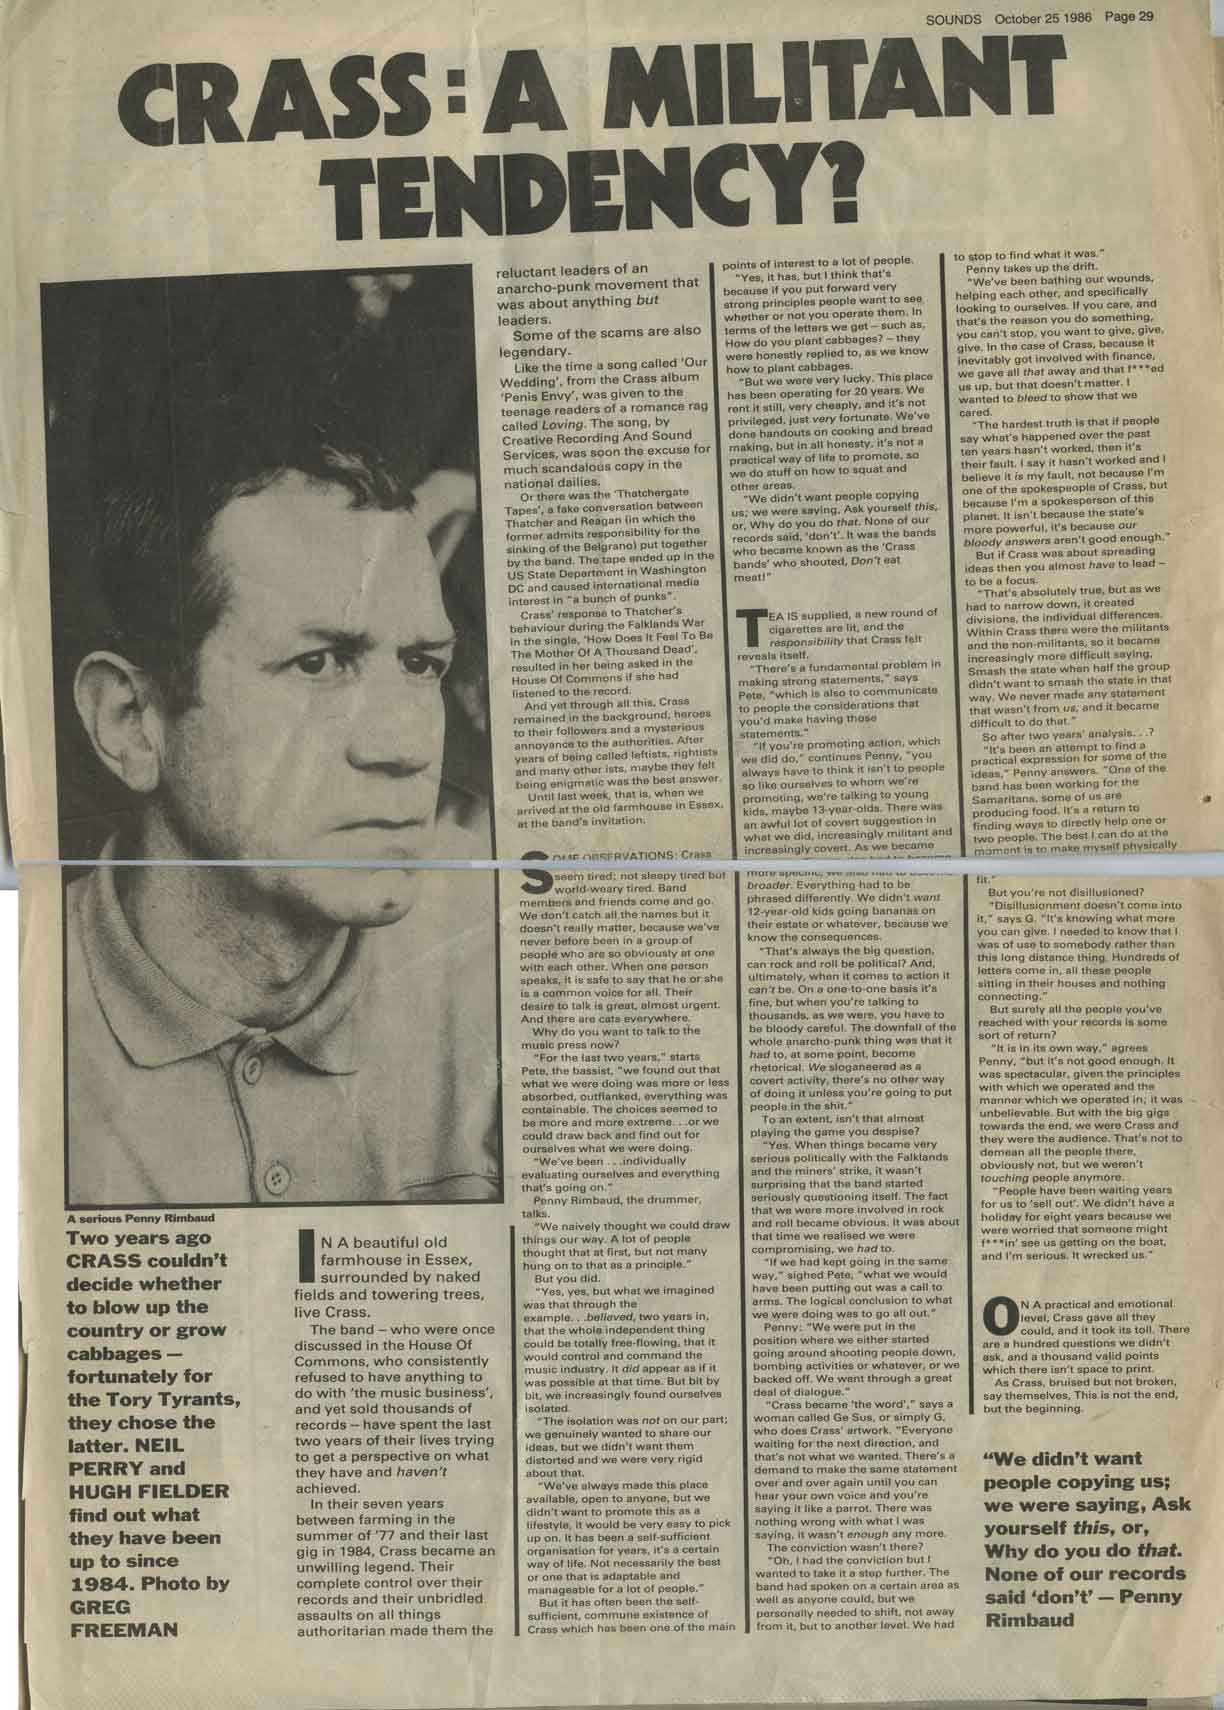 SOUNDS October 25 1986 Page 29
CRASS: A MILITANT
TENDENCY?
A serious Penny Rimbaud
Two years ago
CRASS couldn't
decide whether
to blow up the
country or grow
cabbages —
fortunately for
the Tory Tyrants,
they chose the
latter. NEIL
PERRY and
HUGH FIELDER
find out what
they have been
up to since
1984. Photo by
GREG
FREEMAN
IN A beautiful old
farmhouse in Essex,
surrounded by naked
fields and towering trees,
live Crass.
The band – who were once
discussed in the House Of
Commons, who consistently
refused to have anything to
do with 'the music business',
and yet sold thousands of
records – have spent the last
two years of their lives trying
to get a perspective on what
they have and haven't
achieved.
In their seven years
between farming in the
summer of '77 and their last
gig in 1984, Crass became an
unwilling legend. Their
complete control over their
records and their unbridled
assaults on all things
authoritarian made them the
reluctant leaders of an
anarcho-punk movement that
was about anything but
leaders.
Some of the scams are also
legendary.
Like the time a song called 'Our
Wedding', from the Crass album
'Penis Envy', was given to the
teenage readers of a romance rag
called Loving. The song, by
Creative Recording And Sound
Services, was soon the excuse for
much scandalous copy in the
national dailies.
Or there was the 'Thatchergate
Tapes', a fake conversation between
Thatcher and Reagan (in which the
former admits responsibility for the
sinking of the Belgrano) put together
by the band. The tape ended up in the
US State Department in Washington
DC and caused international media
interest in "a bunch of punks".
Crass' response to Thatcher's
behaviour during the Falklands War
in the single, 'How Does It Feel To Be
The Mother Of A Thousand Dead',
resulted in her being asked in the
House Of Commons if she had
listened to the record.
And yet through all this, Crass
remained in the background, heroes
to their followers and a mysterious
annoyance to the authorities. After
years of being called leftists, rightists
and many other ists, maybe they felt
being enigmatic was the best answer.
Until last week, that is, when we
arrived at the old farmhouse in Essex,
at the band's invitation.
SOME OBSERVATIONS: Crass
seem tired; not sleepy tired but
world-weary tired. Band
members and friends come and go.
We don't catch all the names but it
doesn't really matter, because we've
never before been in a group of
people who are so obviously at one
with each other. When one person
speaks, it is safe to say that he or she
is a common voice for all. Their
desire to talk is great, almost urgent.
And there are cats everywhere.
Why do you want to talk to the
music press now?
"For the last two years," starts
Pete, the bassist, "we found out that
what we were doing was more or less
absorbed, outflanked, everything was
containable. The choices seemed to
be more and more extreme. . .or we
could draw back and find out for
ourselves what we were doing.
"We've been . . .individually
evaluating ourselves and everything
that's going on."
Penny Rimbaud, the drummer,
talks.
"We naively thought we could draw
things our way. A lot of people
thought that at first, but not many
hung on to that as a principle."
But you did.
"Yes, yes, but what we imagined
was that through the
example. . .believed, two years in,
that the whole independent thing
could be totally free-flowing, that it
would control and command the
music industry. It did appear as if it
was possible at that time. But bit by
bit, we increasingly found ourselves
isolated.
"The isolation was not on our part;
we genuinely wanted to share our
ideas, but we didn't want them
distorted and we were very rigid
about that.
"We've always made this place
available, open to anyone, but we
didn't want to promote this as a
lifestyle, it would be very easy to pick
up on. It has been a self-sufficient
organisation for years, it's a certain
way of life. Not necessarily the best
or one that is adaptable and
manageable for a lot of people."
But it has often been the self-
sufficient, commune existence of
Crass which has been one of the main
points of interest to a lot of people.
"Yes, it has, but I think that's
because if you put forward very
strong principles people want to see
whether or not you operate them. In
terms of the letters we get – such as,
How do you plant cabbages? – they
were honestly replied to, as we know
how to plant cabbages.
"But we were very lucky. This place
has been operating for 20 years. We
rent it still, very cheaply, and it's not
privileged, just very fortunate. We've
done handouts on cooking and bread
making, but in all honesty, it's not a
practical way of life to promote, so
we do stuff on how to squat and
other areas.
"We didn't want people copying
us; we were saying, Ask yourself this,
or, Why do you do that. None of our
records said, 'don't'. It was the bands
who became known as the 'Crass
bands' who shouted, Don't eat
meat!"
TEA IS supplied, a new round of
cigarettes are lit, and the
responsibility that Crass felt
reveals itself.
"There's a fundamental problem in
making strong statements," says
Pete, "which is also to communicate
to people the considerations that
you'd make having those
statements."
"If you're promoting action, which
we did do," continues Penny, "you
always have to think it isn't to people
so like ourselves to whom we're
promoting, we're talking to young
kids, maybe 13-year-olds. There was
an awful lot of covert suggestion in
what we did, increasingly militant and
increasingly covert. As we became
more specific, we also had to become
broader. Everything had to be
phrased differently. We didn't want
12-year-old kids going bananas on
their estate or whatever, because we
know the consequences.
"That's always the big question,
can rock and roll be political? And,
ultimately, when it comes to action it
can't be. On a one-to-one basis it's
fine, but when you're talking to
thousands, as we were, you have to
be bloody careful. The downfall of the
whole anarcho-punk thing was that it
had to, at some point, become
rhetorical. We sloganeered as a
covert activity, there's no other way
of doing it unless you're going to put
people in the shit."
To an extent, isn't that almost
playing the game you despise?
"Yes. When things became very
serious politically with the Falklands
and the miners' strike, it wasn't
surprising that the band started
seriously questioning itself. The fact
that we were more involved in rock
and roll became obvious. It was about
that time we realised we were
compromising, we had to.
"If we had kept going in the same
way," sighed Pete, "what we would
have been putting out was a call to
arms. The logical conclusion to what
we were doing was to go all out."
Penny: "We were put in the
position where we either started
going around shooting people down,
bombing activities or whatever, or we
backed off. We went through a great
deal of dialogue."
"Crass became 'the word'," says a
woman called Ge Sus, or simply G,
who does Crass' artwork. "Everyone
waiting for the next direction, and
that's not what we wanted. There's a
demand to make the same statement
over and over again until you can
hear your own voice and you're
saying it like a parrot. There was
nothing wrong with what I was
saying, it wasn't enough any more.
The conviction wasn't there?
"Oh, I had the conviction but I
wanted to take it a step further. The
band had spoken on a certain area as
well as anyone could, but we
personally needed to shift, not away
from it, but to another level. We had
to stop to find what it was."
Penny takes up the drift.
"We've been bathing our wounds,
helping each other, and specifically
looking to ourselves. If you care, and
that's the reason you do something,
you can't stop, you want to give, give,
give. In the case of Crass, because it
inevitably got involved with finance,
we gave all that away and that f***ed
us up, but that doesn't matter. I
wanted to bleed to show that we
cared.
"The hardest truth is that if people
say what's happened over the past
ten years hasn't worked, then it's
their fault. I say it hasn't worked and I
believe it is my fault, not because I'm
one of the spokespeople of Crass, but
because I'm a spokesperson of this
planet. It isn't because the state's
more powerful, it's because our
bloody answers aren't good enough."
But if Crass was about spreading
ideas then you almost have to lead –
to be a focus.
"That's absolutely true, but as we
had to narrow down, it created
divisions, the individual differences.
Within Crass there were the militants
and the non-militants, so it became
increasingly more difficult saying,
Smash the state when half the group
didn't want to smash the state in that
way. We never made any statement
that wasn't from us, and it became
difficult to do that."
So after two years' analysis. . .?
"It's been an attempt to find a
practical expression for some of the
ideas," Penny answers. "One of the
band has been working for the
Samaritans, some of us are
producing food. It's a return to
finding ways to directly help one or
two people. The best I can do at the
moment is to make myself physically
fit."
But you're not disillusioned?
"Disillusionment doesn't come into
it," says G. "It's knowing what more
you can give. I needed to know that I
was of use to somebody rather than
this long distance thing. Hundreds of
letters come in, all these people
sitting in their houses and nothing
connecting."
But surely all the people you've
reached with your records is some
sort of return?
"It is in its own way," agrees
Penny, "but it's not good enough. It
was spectacular, given the principles
with which we operated and the
manner which we operated in; it was
unbelievable. But with the big gigs
towards the end, we were Crass and
they were the audience. That's not to
demean all the people there,
obviously not, but we weren't
touching people anymore.
"People have been waiting years
for us to 'sell out'. We didn't have a
holiday for eight years because we
were worried that someone might
f***in' see us getting on the boat,
and I'm serious. It wrecked us."
ON A practical and emotional
level, Crass gave all they
could, and it took its toll. There
are a hundred questions we didn't
ask, and a thousand valid points
which there isn't space to print.
As Crass, bruised but not broken,
say themselves, This is not the end,
but the beginning.
"We didn't want
people copying us;
we were saying, Ask
yourself this, or,
Why do you do that.
None of our records
said 'don't' — Penny
Rimbaud